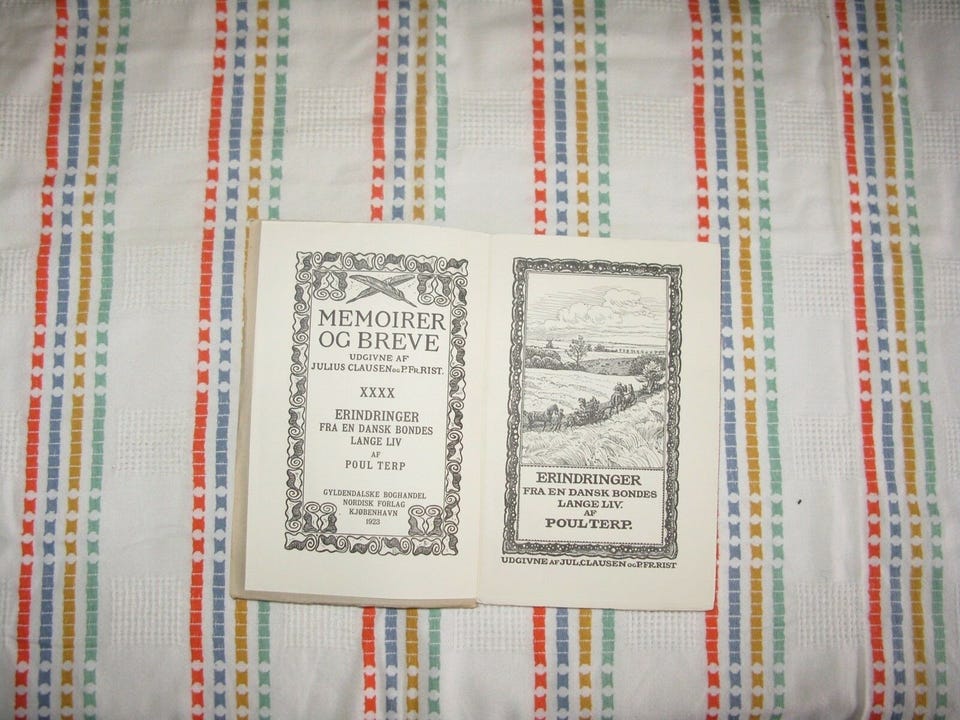 MEMOIRER
OG BREVE
UDGIVNE AF
JULIUS CLAUSEN OG P. FR. RIST.
XXXX
ERINDRINGER
FRA EN DANSK BONDES
LANGE LIV
AF
POUL TERP
GYLDENDALSKE BOGHANDEL
NORDISK FORLAG
KJØBENHAVN
1923
ERINDRINGER
FRA EN DANSK BONDES
LANGE LIV.
AF
POUL TERP.
UDGIVNE AF JUL. CLAUSEN OG P. FR. RIST